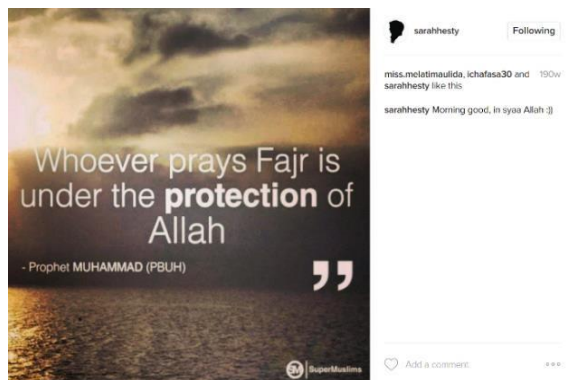 Whoever prays Fajr is
under the protection of
Allah
- Prophet MUHAMMAD (PBUH)
”
SM SuperMuslims
sarahhesty
Following
miss.melatimaulida, ichafasa30 and 190w
sarahhesty like this
sarahhesty Morning good, in syaa Allah :))
Add a comment